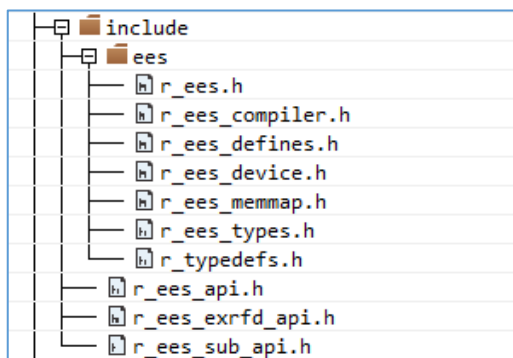 include
ees
r_ees.h
r_ees_compiler.h
r_ees_defines.h
r_ees_device.h
r_ees_memmap.h
r_ees_types.h
r_typedefs.h
r_ees_api.h
r_ees_exrfd_api.h
r_ees_sub_api.h